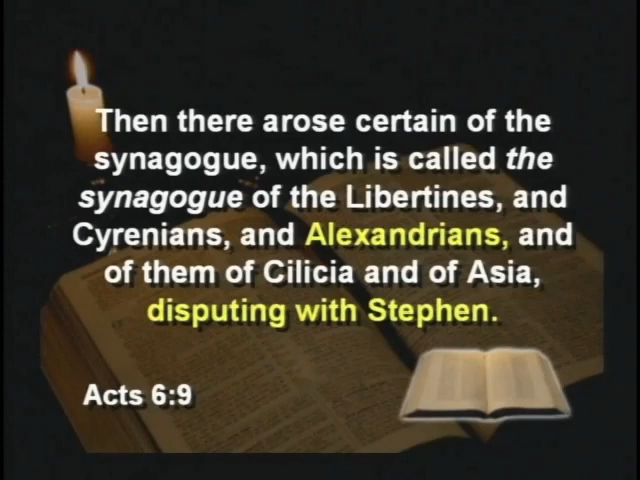 Then there arose certain of the
synagogue, which is called the
synagogue of the Libertines, and
Cyrenians, and Alexandrians, and
of them of Cilicia and of Asia,
disputing with Stephen.
Acts 6:9